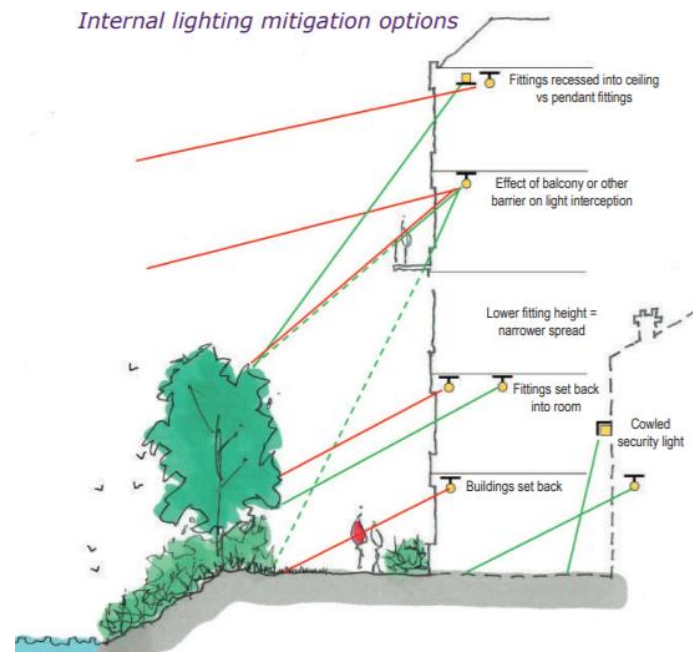 Internal lighting mitigation options
Fittings recessed into ceiling
vs pendant fittings
Effect of balcony or other
barrier on light interception
Lower fitting height =
narrower spread
Fittings set back
into room
Cowled
security light
Buildings set back